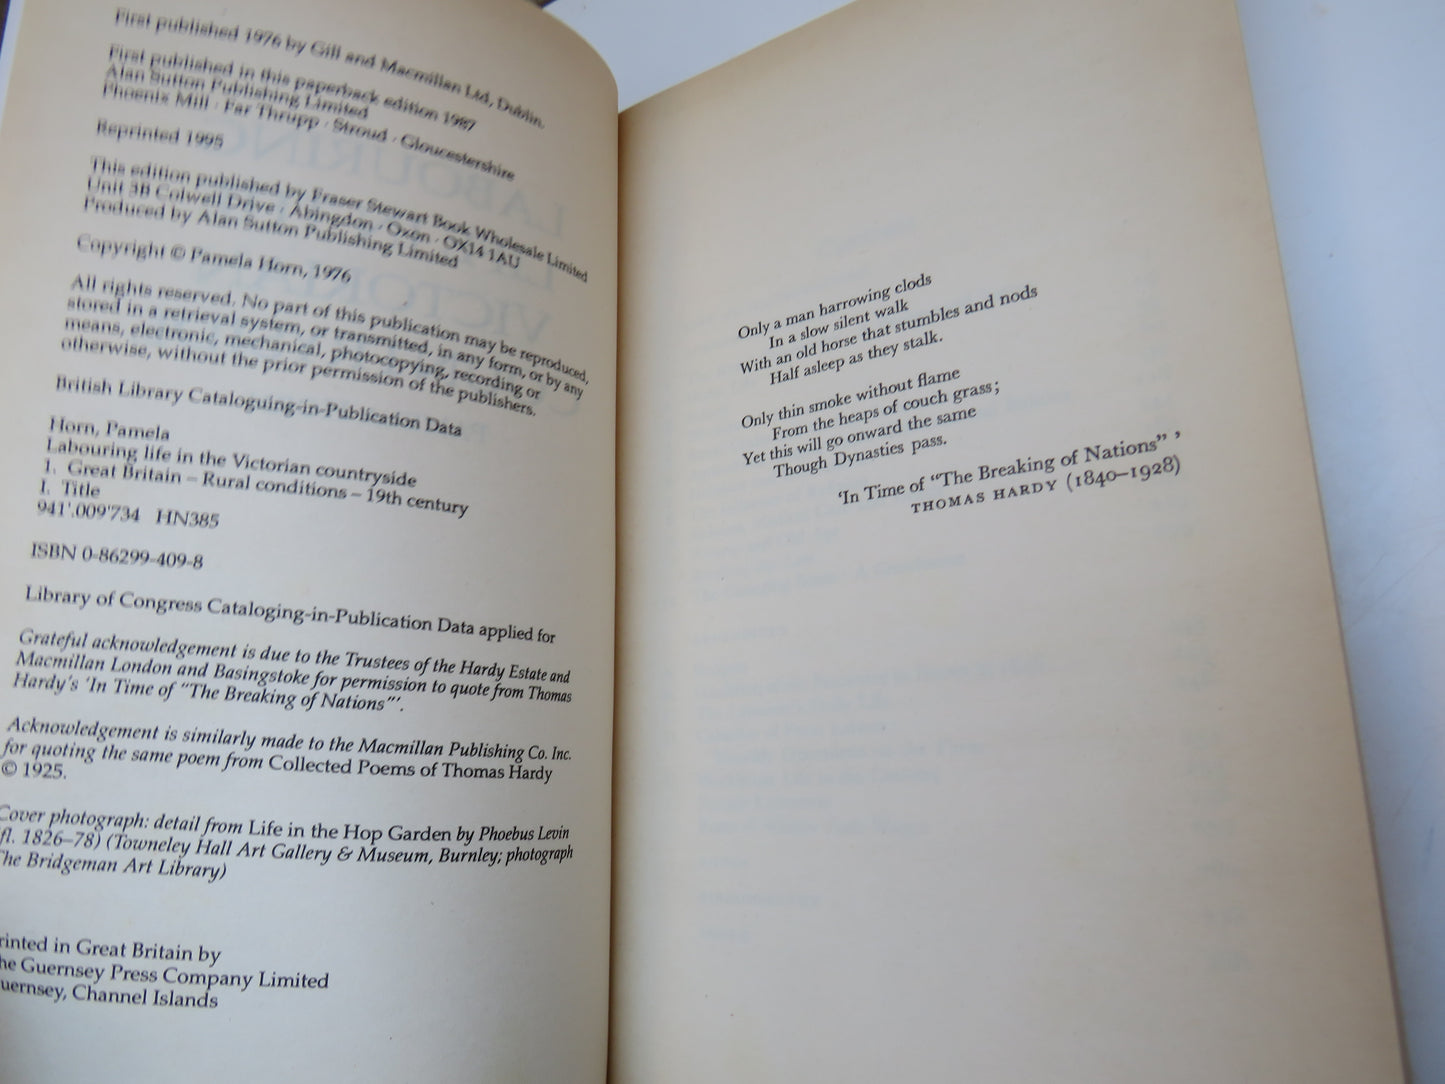 First published 1976 by Gill and Macmillan Ltd, Dublin.
First published in this paperback edition 1987
Alan Sutton Publishing Limited
Phoenix Mill · Far Thrupp · Stroud · Gloucestershire
Reprinted 1995
This edition published by Fraser Stewart Book Wholesale Limited
Unit 3B Colwell Drive · Abingdon · Oxon · OX14 1AU
Produced by Alan Sutton Publishing Limited
Copyright © Pamela Horn, 1976
All rights reserved. No part of this publication may be reproduced,
stored in a retrieval system, or transmitted, in any form, or by any
means, electronic, mechanical, photocopying, recording or
otherwise, without the prior permission of the publishers.
British Library Cataloguing-in-Publication Data
Horn, Pamela
Labouring life in the Victorian countryside
1. Great Britain – Rural conditions – 19th century
I. Title
941'.009'734 HN385
ISBN 0-86299-409-8
Library of Congress Cataloging-in-Publication Data applied for
Grateful acknowledgement is due to the Trustees of the Hardy Estate and
Macmillan London and Basingstoke for permission to quote from Thomas
Hardy's 'In Time of "The Breaking of Nations"'.
Acknowledgement is similarly made to the Macmillan Publishing Co. Inc.
for quoting the same poem from Collected Poems of Thomas Hardy
© 1925.
Cover photograph: detail from Life in the Hop Garden by Phoebus Levin
fl. 1826–78) (Towneley Hall Art Gallery & Museum, Burnley; photograph
The Bridgeman Art Library)
rinted in Great Britain by
he Guernsey Press Company Limited
uernsey, Channel Islands
Only a man harrowing clods
In a slow silent walk
With an old horse that stumbles and nods
Half asleep as they stalk.
Only thin smoke without flame
From the heaps of couch grass;
Yet this will go onward the same
Though Dynasties pass.
'In Time of "The Breaking of Nations" '
THOMAS HARDY (1840–1928)